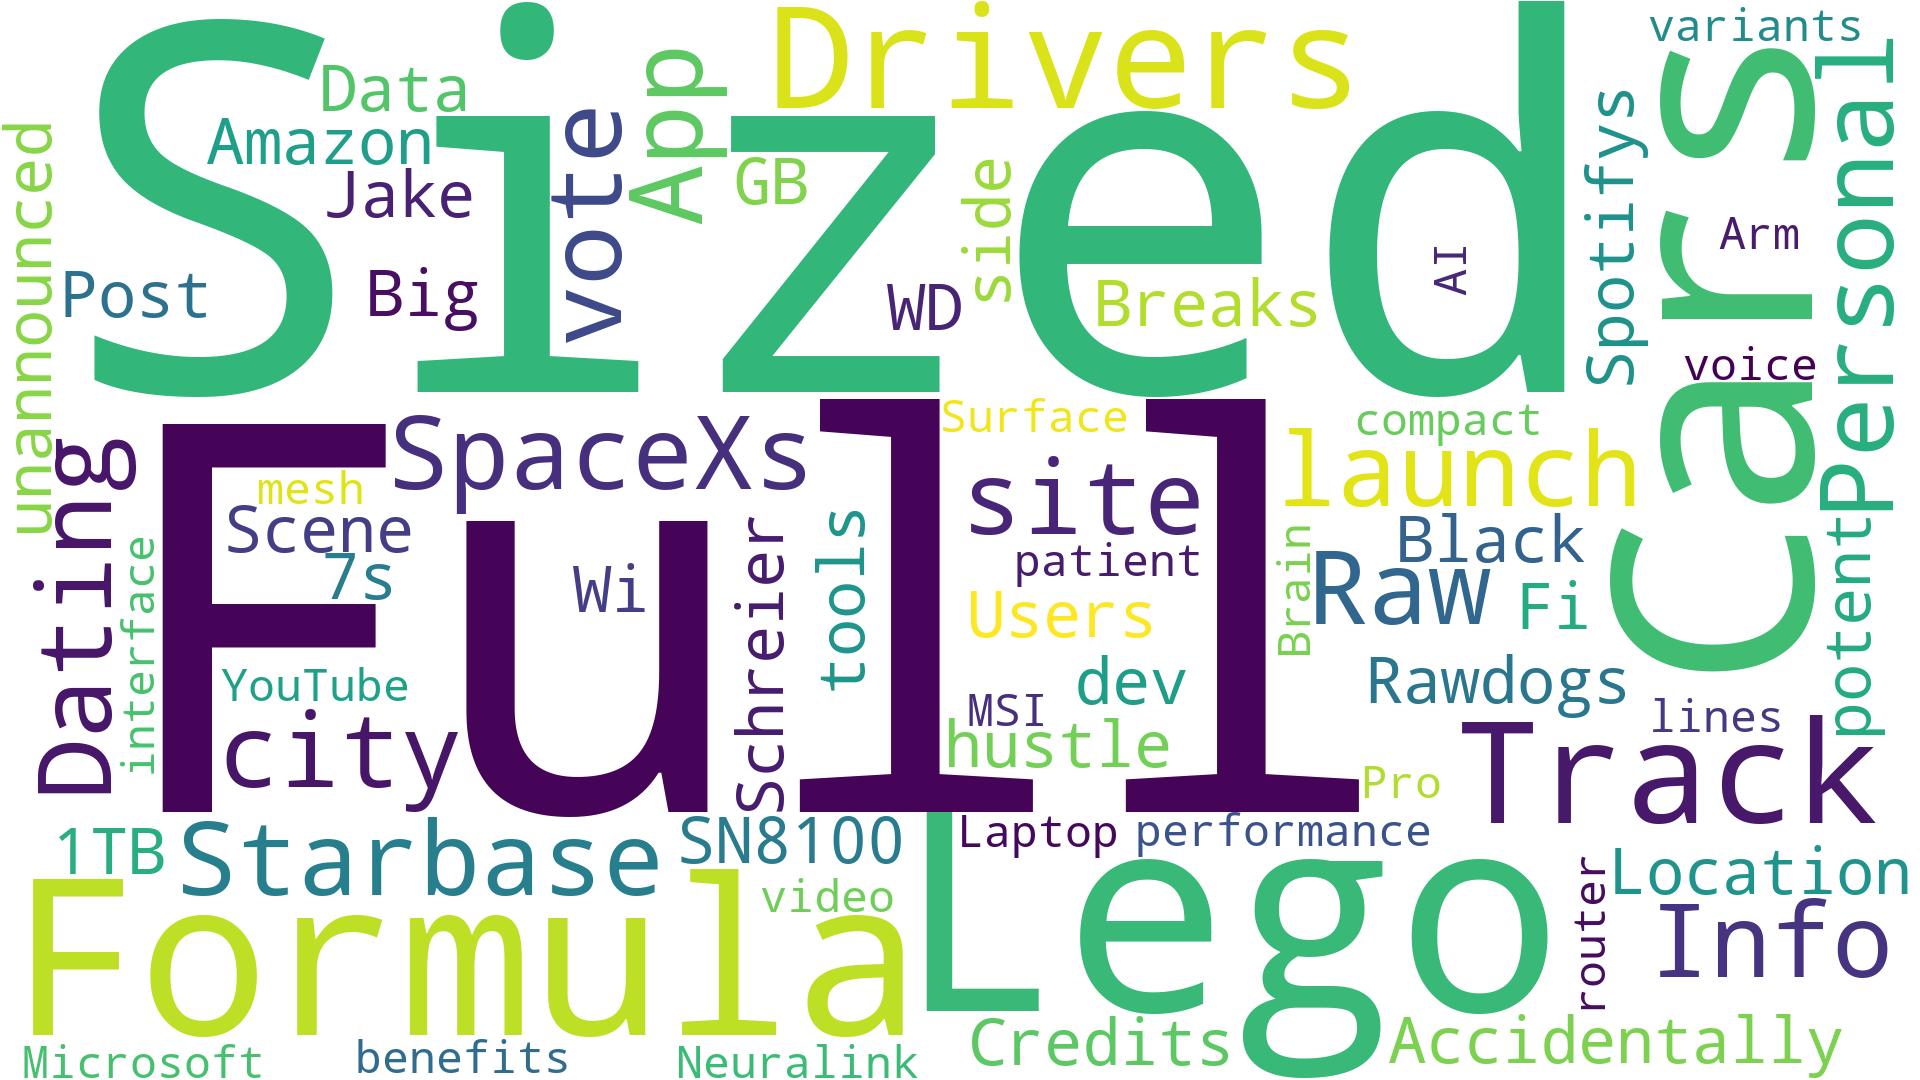 Sized
Drivers
variants
Data
App
Amazon
vote
Jake
GB
side
Spotifys
cars
Personal
Arm
unannounced
Post
Big
WD
Breaks
AI
voice
Full
SpaceXs
Surface
compact
launch
site
Dating
mesh
Scene
7s
Wi
Schreier
tools
patient
Users
Brain
Raw
Black
Fi
potent
interface
YouTube
city
MSI
dev
hustle
Rawdogs
lines
Track
Pro
1TB
Starbase
SN8100
Laptop
performance
Lego
Location
Formula
video
router
Info
Microsoft
benefits
Neuralink
Credits
Accidentally